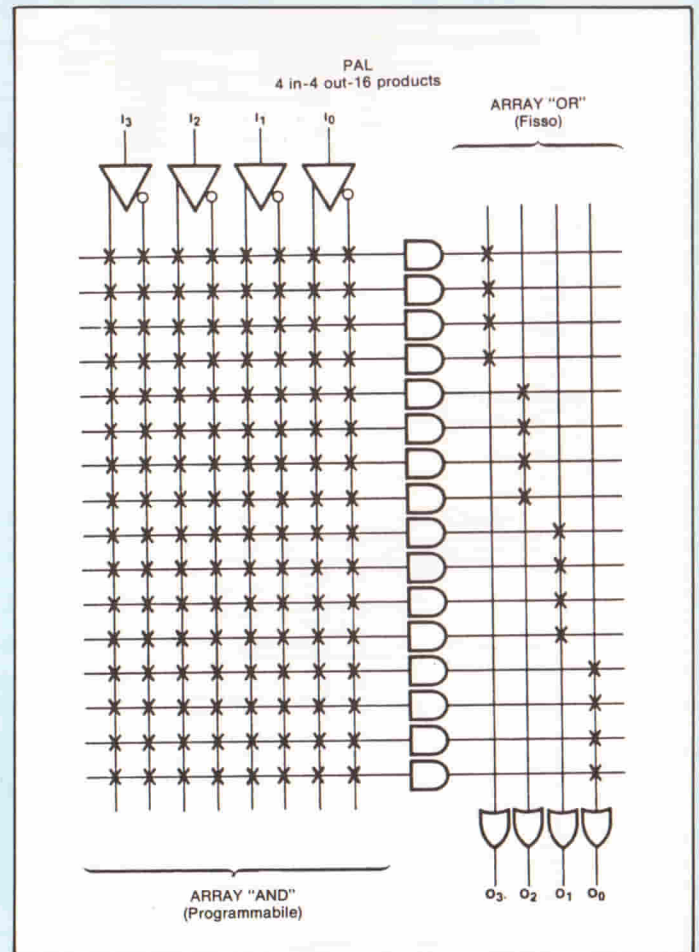 PAL
4 in-4 out-16 products
ARRAY "OR"
(Fisso)
I3 I2 I1 I0
O3. O2 O1 O0
ARRAY "AND"
(Programmabile)